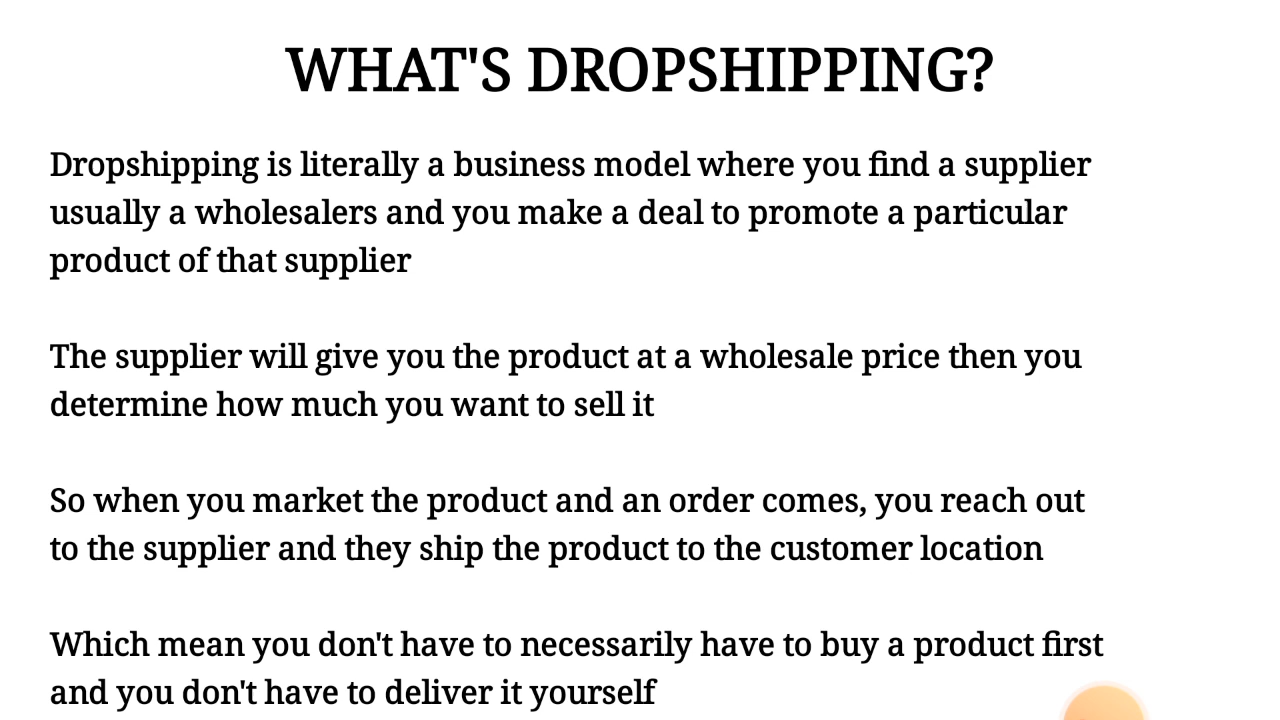 WHAT'S DROPSHIPPING?
Dropshipping is literally a business model where you find a supplier
usually a wholesalers and you make a deal to promote a particular
product of that supplier
The supplier will give you the product at a wholesale price then you
determine how much you want to sell it
So when you market the product and an order comes, you reach out
to the supplier and they ship the product to the customer location
Which mean you don't have to necessarily have to buy a product first
and you don't have to deliver it yourself